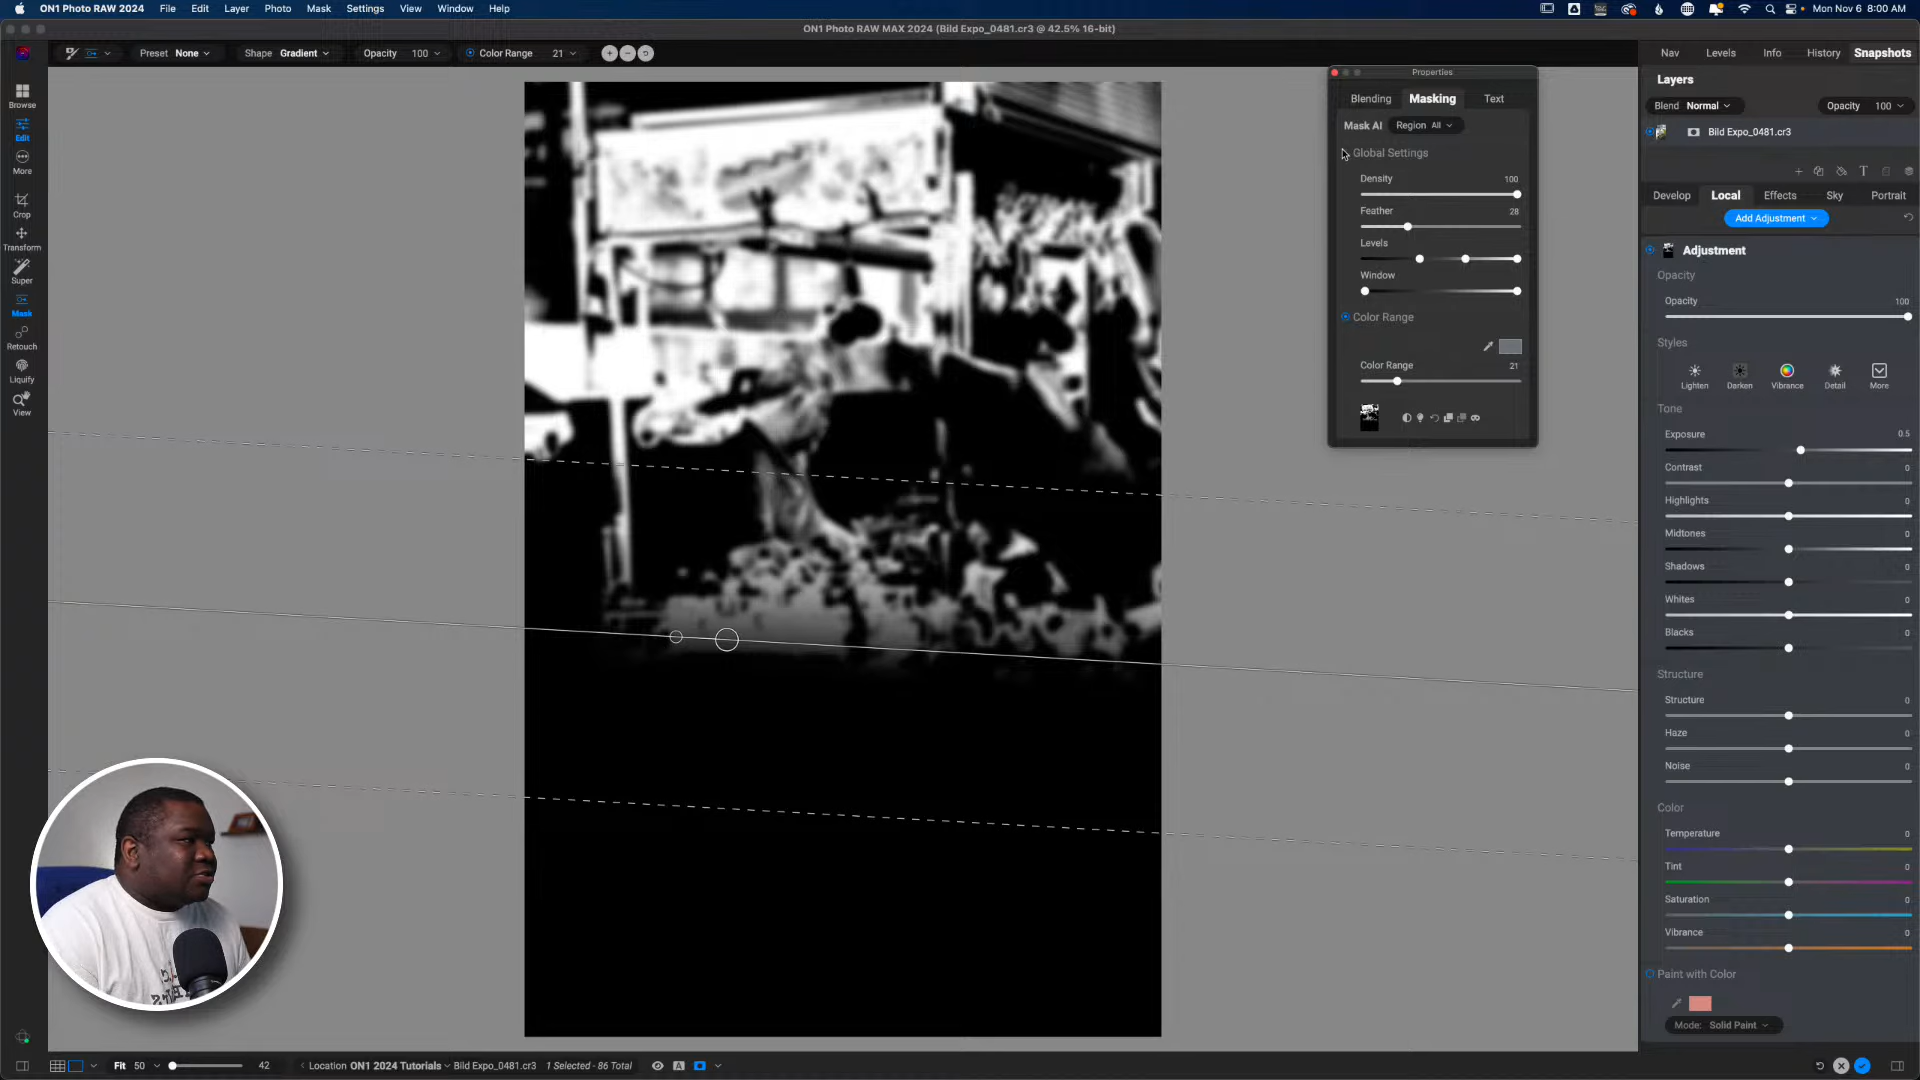 ON1 Photo RAW 2024 File Edit Layer Photo Mask Settings View Window Help Mon Nov 6 8:00 AM
ON1 Photo RAW MAX 2024 (Bild Expo_0481.cr3 @ 42.5% 16-bit)
Preset None Shape Gradient Opacity 100 Color Range 21
Nav Levels Info History Snapshots
Browse
Edit
More
Crop
Transform
Super
Mask
Retouch
Liquify
View
Properties
Blending Masking Text
Mask AI Region All
Global Settings
Density 100
Feather 28
Levels
Window
Color Range
Color Range 21
Layers
Blend Normal Opacity 100
Bild Expo_0481.cr3
T
Develop Local Effects Sky Portrait
Add Adjustment
Adjustment
Opacity
Opacity 100
Styles
Lighten Darken Vibrance Detail More
Tone
Exposure 0.5
Contrast 0
Highlights 0
Midtones 0
Shadows 0
Whites 0
Blacks 0
Structure
Structure 0
Haze 0
Noise 0
Color
Temperature 0
Tint 0
Saturation 0
Vibrance 0
Paint with Color
Mode: Solid Paint
Fit 50 42 Location ON1 2024 Tutorials Bild Expo_0481.cr3 1 Selected - 86 Total A